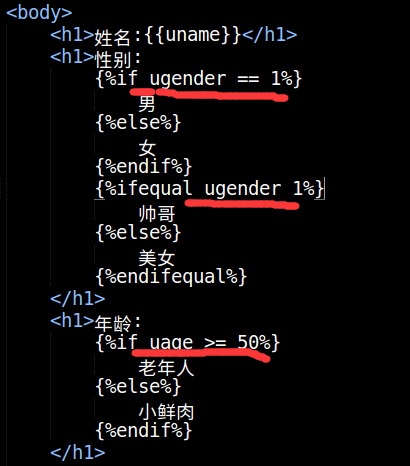 <body>
<h1>姓名:{{uname}}</h1>
<h1>性别:
{%if ugender == 1%}
男
{%else%}
女
{%endif%}
{%ifequal ugender 1%}
帅哥
{%else%}
美女
{%endifequal%}
</h1>
<h1>年龄:
{%if uage >= 50%}
老年人
{%else%}
小鲜肉
{%endif%}
</h1>